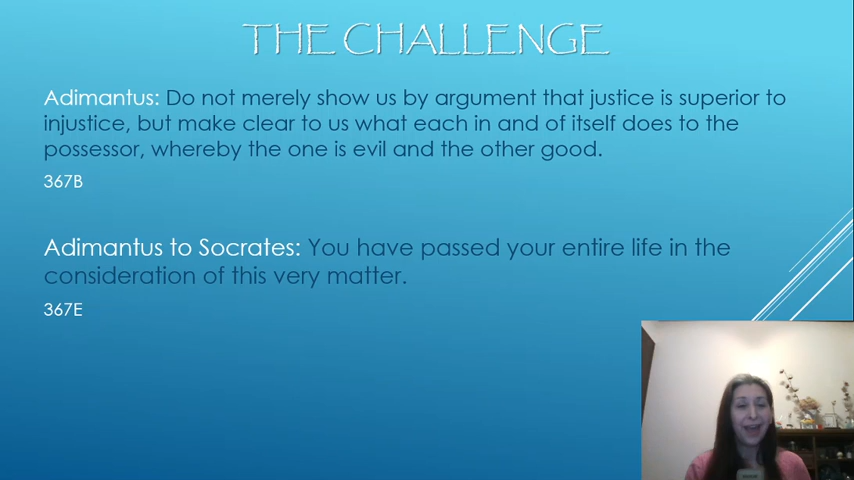 THE CHALLENGE
Adimantus: Do not merely show us by argument that justice is superior to
injustice, but make clear to us what each in and of itself does to the
possessor, whereby the one is evil and the other good.
367B
Adimantus to Socrates: You have passed your entire life in the
consideration of this very matter.
367E